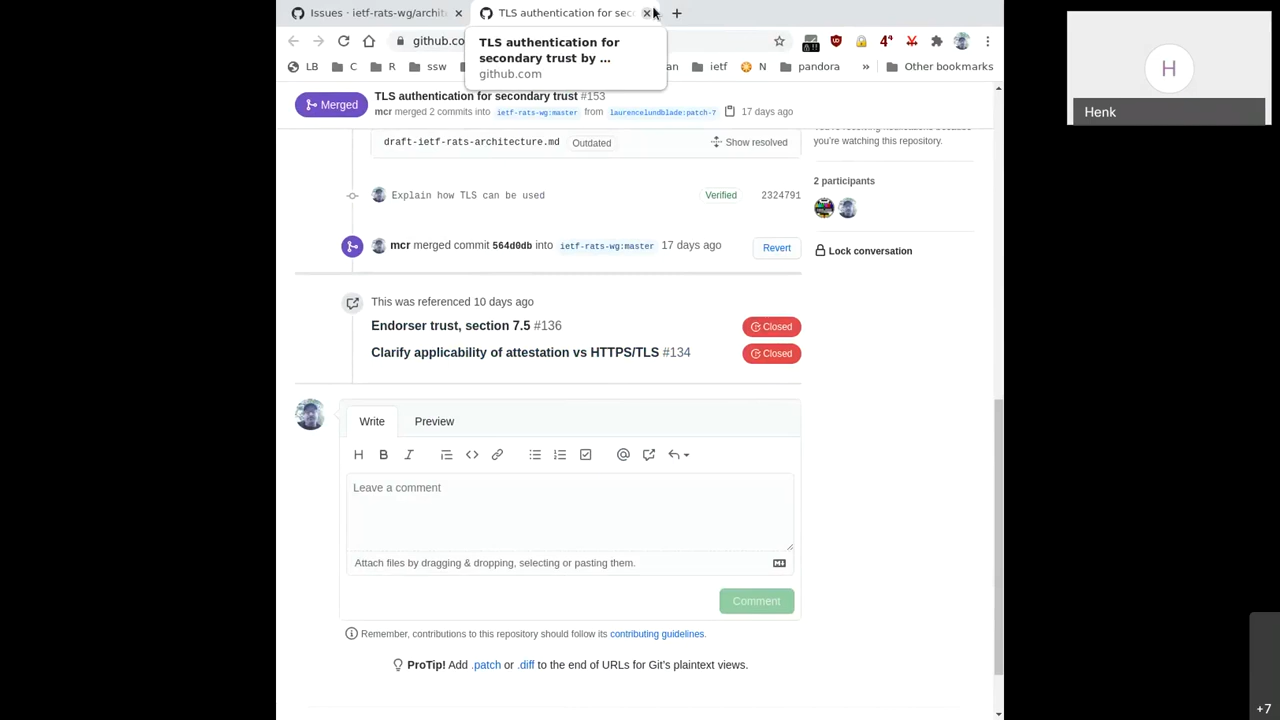 Issues · ietf-rats-wg/archit
TLS authentication for sec
github.co
TLS authentication for
secondary trust by ...
github.com
4⁺
LB
C
R
ssw
an
ietf
N
pandora
»
Other bookmarks
Merged
TLS authentication for secondary trust #153
mcr merged 2 commits into ietf-rats-wg:master from laurencelundblade:patch-7 17 days ago
you're watching this repository.
draft-ietf-rats-architecture.md Outdated Show resolved
2 participants
Explain how TLS can be used Verified 2324791
mcr merged commit 564d0db into ietf-rats-wg:master 17 days ago Revert
Lock conversation
This was referenced 10 days ago
Endorser trust, section 7.5 #136 Closed
Clarify applicability of attestation vs HTTPS/TLS #134 Closed
Write Preview
H B I
Leave a comment
Attach files by dragging & dropping, selecting or pasting them.
Comment
Remember, contributions to this repository should follow its contributing guidelines.
ProTip! Add .patch or .diff to the end of URLs for Git's plaintext views.
H
Henk
+7